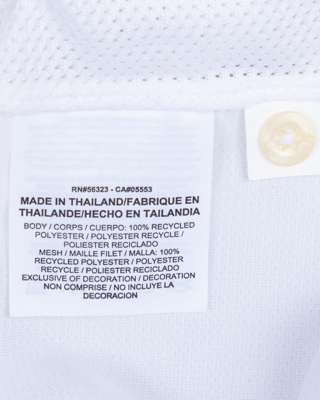 RN#56323 - CA#05553
MADE IN THAILAND/FABRIQUE EN
THAILANDE/HECHO EN TAILANDIA
BODY / CORPS / CUERPO: 100% RECYCLED
POLYESTER / POLYESTER RECYCLE /
POLIESTER RECICLADO
MESH / MAILLE FILET / MALLA: 100%
RECYCLED POLYESTER / POLYESTER
RECYCLE / POLIESTER RECICLADO
EXCLUSIVE OF DECORATION / DECORATION
NON COMPRISE / NO INCLUYE LA
DECORACION